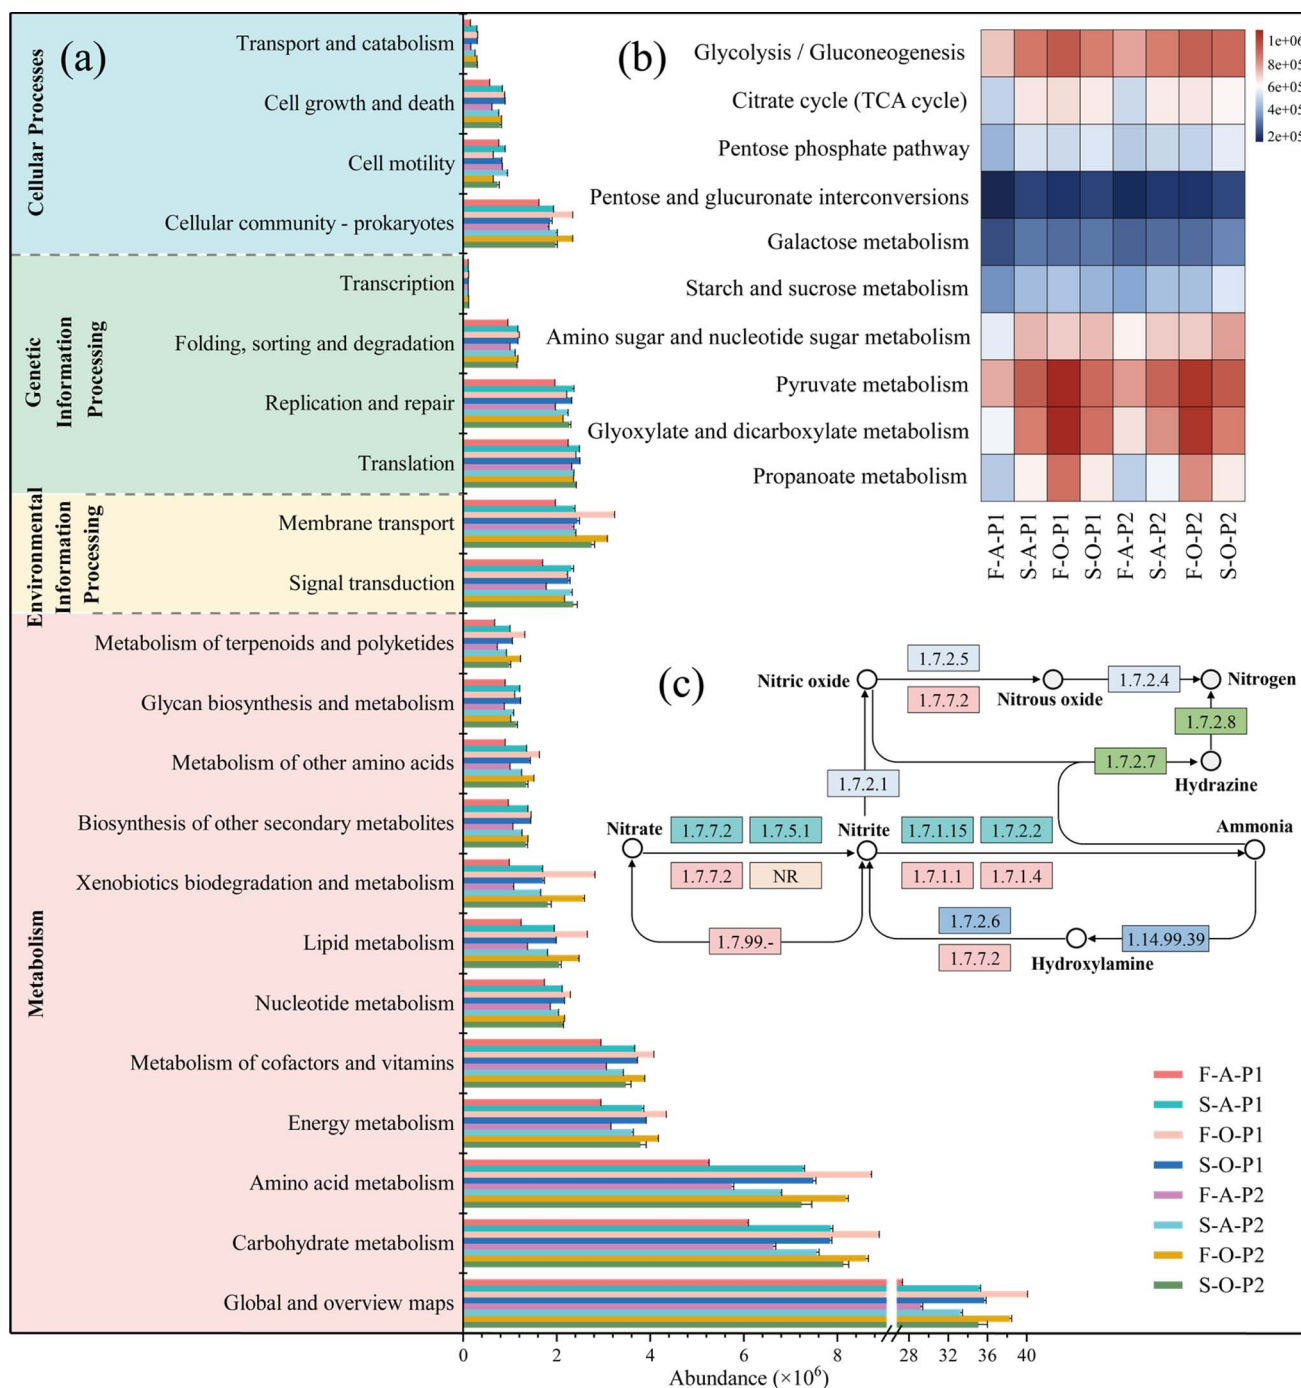 (a)
Cellular Processes
Transport and catabolism
Cell growth and death
Cell motility
Cellular community - prokaryotes
Genetic
Information
Processing
Transcription
Folding, sorting and degradation
Replication and repair
Translation
Environmental
Information
Processing
Membrane transport
Signal transduction
Metabolism
Metabolism of terpenoids and polyketides
Glycan biosynthesis and metabolism
Metabolism of other amino acids
Biosynthesis of other secondary metabolites
Xenobiotics biodegradation and metabolism
Lipid metabolism
Nucleotide metabolism
Metabolism of cofactors and vitamins
Energy metabolism
Amino acid metabolism
Carbohydrate metabolism
Global and overview maps
0 2 4 6 8 28 32 36 40
Abundance (×10⁶)
(b)
Glycolysis / Gluconeogenesis
Citrate cycle (TCA cycle)
Pentose phosphate pathway
Pentose and glucuronate interconversions
Galactose metabolism
Starch and sucrose metabolism
Amino sugar and nucleotide sugar metabolism
Pyruvate metabolism
Glyoxylate and dicarboxylate metabolism
Propanoate metabolism
F-A-P1
S-A-P1
F-O-P1
S-O-P1
F-A-P2
S-A-P2
F-O-P2
S-O-P2
8e+05
4e+05
2e+05
(c)
Nitric oxide
1.7.2.5
1.7.7.2
Nitrous oxide
1.7.2.4
Nitrogen
1.7.2.8
1.7.2.7
Hydrazine
1.7.2.1
Nitrate
1.7.7.2
1.7.5.1
Nitrite
1.7.1.15
1.7.2.2
Ammonia
1.7.7.2
NR
1.7.1.1
1.7.1.4
1.7.99.-
1.7.2.6
1.7.7.2
Hydroxylamine
1.14.99.39
F-A-P1
S-A-P1
F-O-P1
S-O-P1
F-A-P2
S-A-P2
F-O-P2
S-O-P2